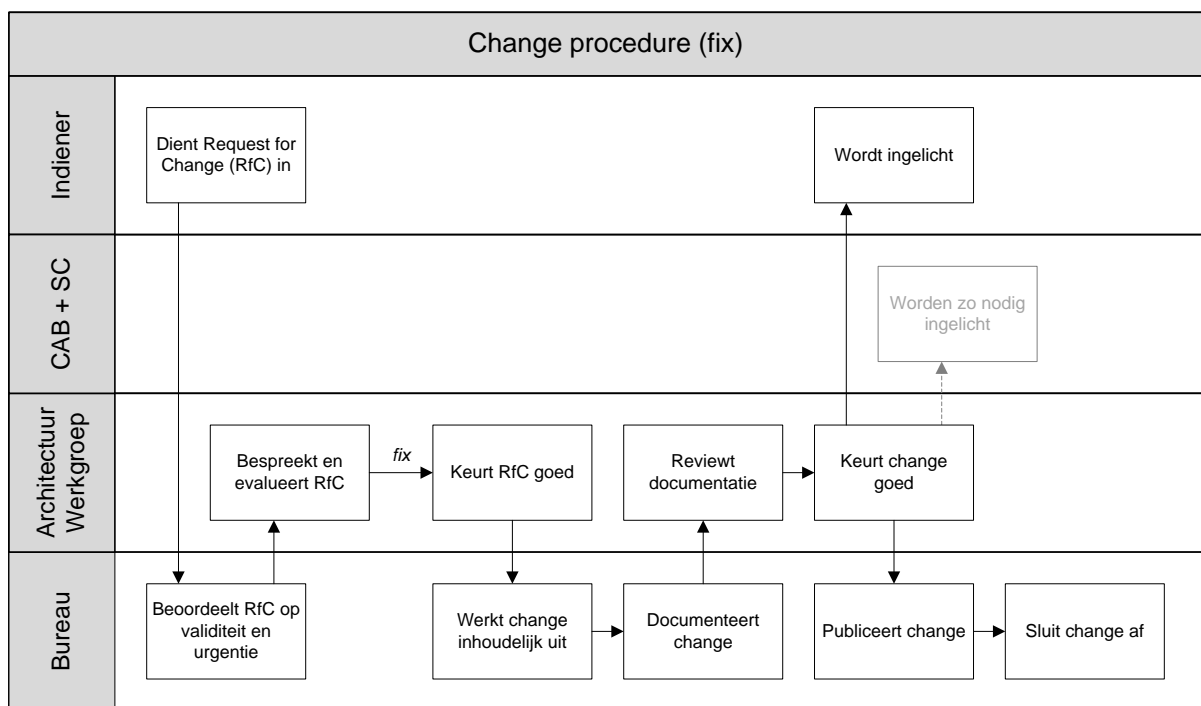 Change procedure (fix)
Indiener
Dient Request for
Change (RfC) in
Wordt ingelicht
CAB + SC
Worden zo nodig
ingelicht
Architectuur
Werkgroep
Bespreekt en
evalueert RfC
fix
Keurt RfC goed
Reviewt
documentatie
Keurt change
goed
Bureau
Beoordeelt RfC op
validiteit en
urgentie
Werkt change
inhoudelijk uit
Documenteert
change
Publiceert change
Sluit change af